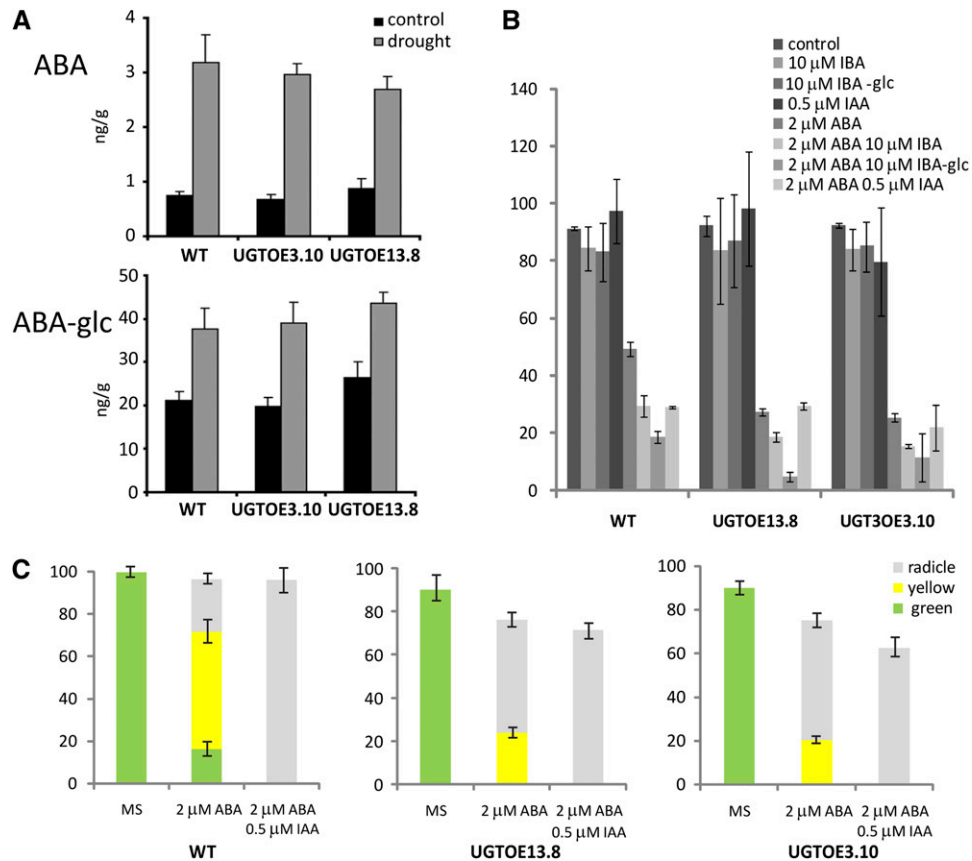 A
ABA
ng/g
4
3
2
1
0
control
drought
WT
UGTOE3.10
UGTOE13.8
ABA-glc
ng/g
50
40
30
20
10
0
WT
UGTOE3.10
UGTOE13.8
B
control
10 µM IBA
10 µM IBA -glc
0.5 µM IAA
2 µM ABA
2 µM ABA 10 µM IBA
2 µM ABA 10 µM IBA-glc
2 µM ABA 0.5 µM IAA
140
120
100
80
60
40
20
0
WT
UGTOE13.8
UGT3OE3.10
C
100
80
60
40
20
0
MS
2 µM ABA
2 µM ABA
0.5 µM IAA
WT
100
80
60
40
20
0
MS
2 µM ABA
2 µM ABA
0.5 µM IAA
UGTOE13.8
radicle
yellow
green
100
80
60
40
20
0
MS
2 µM ABA
2 µM ABA
0.5 µM IAA
UGTOE3.10